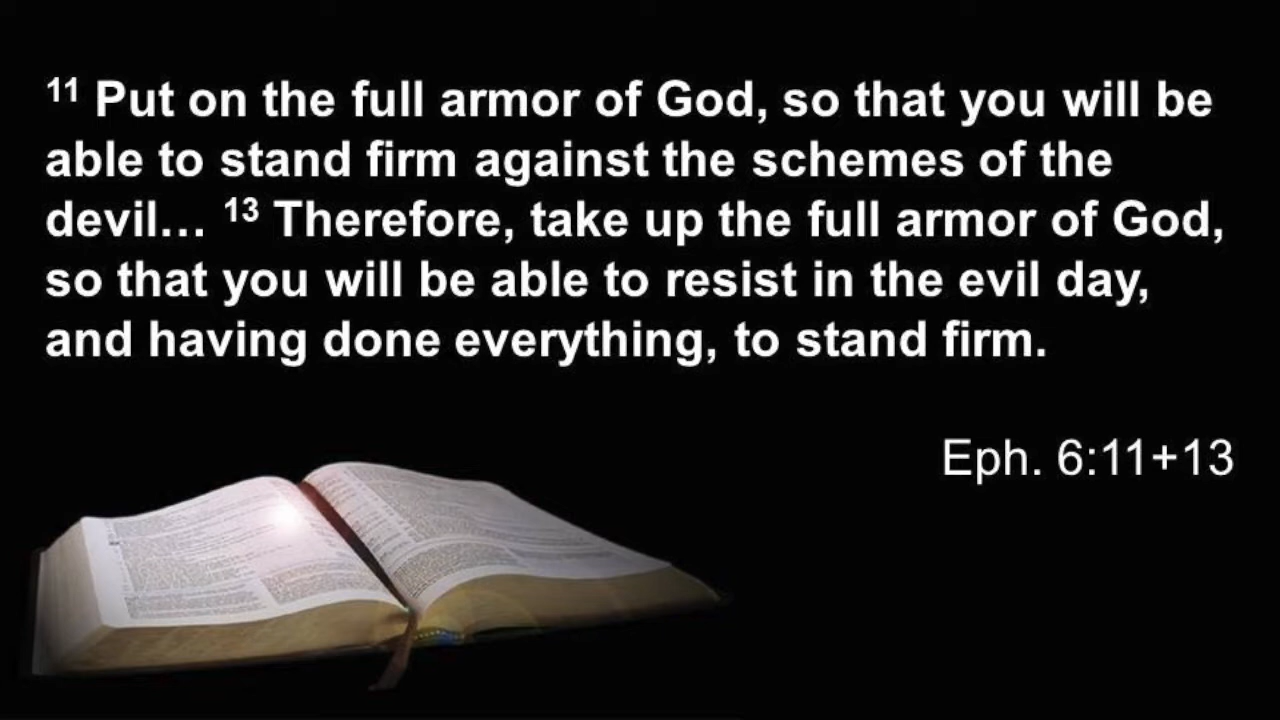 11 Put on the full armor of God, so that you will be
able to stand firm against the schemes of the
devil… 13 Therefore, take up the full armor of God,
so that you will be able to resist in the evil day,
and having done everything, to stand firm.
Eph. 6:11+13